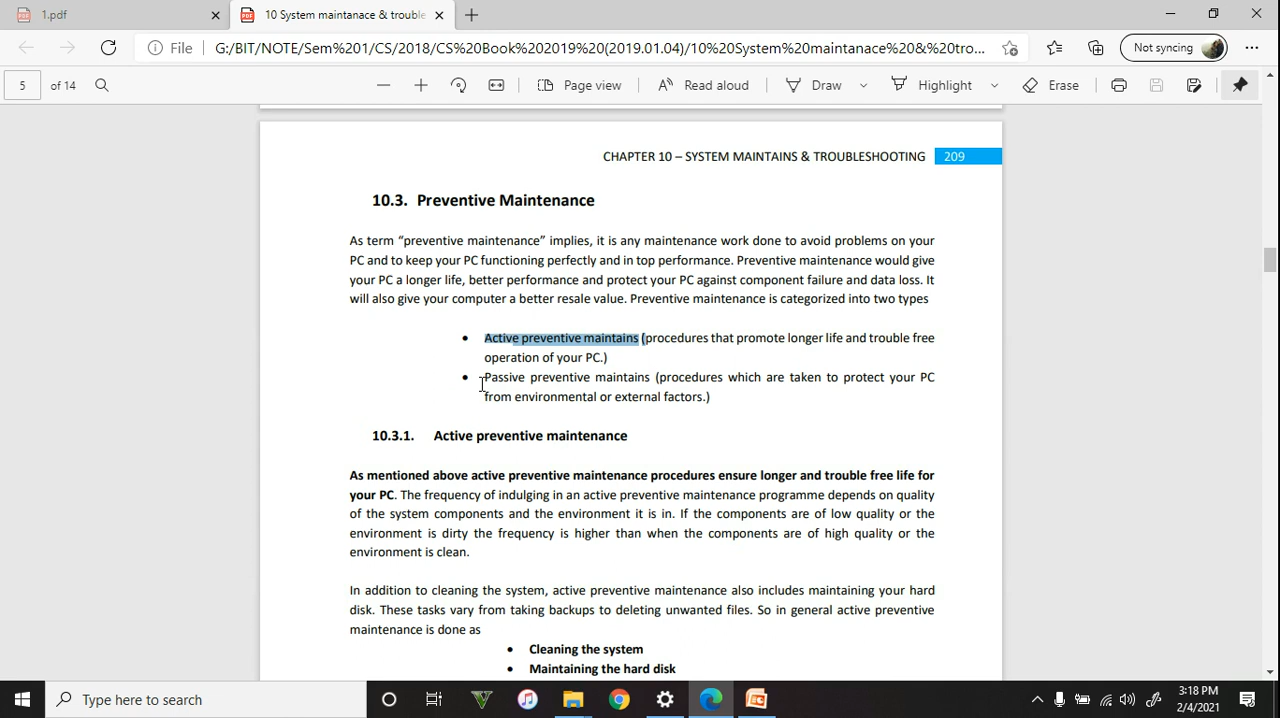 1.pdf
10 System maintanace & trouble
File
G:/BIT/NOTE/Sem%201/CS/2018/CS%20Book%202019%20(2019.01.04)/10%20System%20maintanace%20&%20tro...
Not syncing
5 of 14
Page view
Read aloud
Draw
Highlight
Erase
CHAPTER 10 – SYSTEM MAINTAINS & TROUBLESHOOTING 209
10.3. Preventive Maintenance
As term “preventive maintenance” implies, it is any maintenance work done to avoid problems on your
PC and to keep your PC functioning perfectly and in top performance. Preventive maintenance would give
your PC a longer life, better performance and protect your PC against component failure and data loss. It
will also give your computer a better resale value. Preventive maintenance is categorized into two types
• Active preventive maintains (procedures that promote longer life and trouble free
operation of your PC.)
• Passive preventive maintains (procedures which are taken to protect your PC
from environmental or external factors.)
10.3.1. Active preventive maintenance
As mentioned above active preventive maintenance procedures ensure longer and trouble free life for
your PC. The frequency of indulging in an active preventive maintenance programme depends on quality
of the system components and the environment it is in. If the components are of low quality or the
environment is dirty the frequency is higher than when the components are of high quality or the
environment is clean.
In addition to cleaning the system, active preventive maintenance also includes maintaining your hard
disk. These tasks vary from taking backups to deleting unwanted files. So in general active preventive
maintenance is done as
• Cleaning the system
• Maintaining the hard disk
Type here to search
3:18 PM
2/4/2021